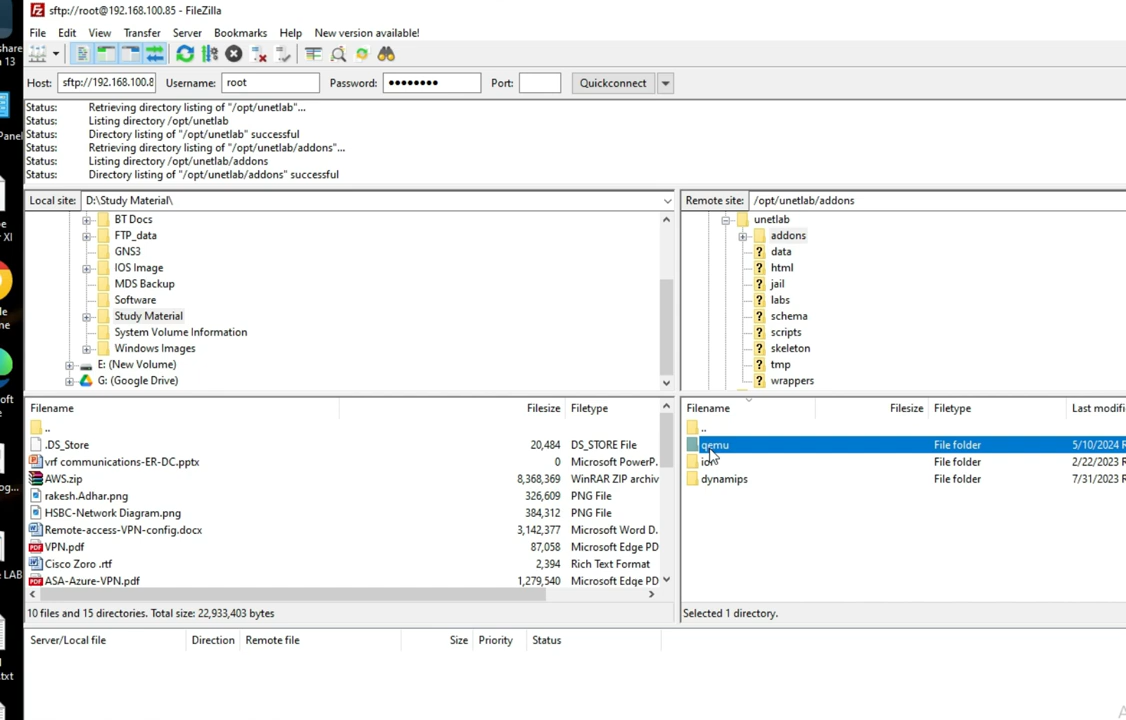 sftp://root@192.168.100.85 - FileZilla
File Edit View Transfer Server Bookmarks Help New version available!
Host: sftp://192.168.100.8 Username: root Password: ●●●●●●●● Port: Quickconnect
Status: Retrieving directory listing of "/opt/unetlab"...
Status: Listing directory /opt/unetlab
Status: Directory listing of "/opt/unetlab" successful
Status: Retrieving directory listing of "/opt/unetlab/addons"...
Status: Listing directory /opt/unetlab/addons
Status: Directory listing of "/opt/unetlab/addons" successful
Local site: D:\Study Material\
BT Docs
FTP_data
GNS3
IOS Image
MDS Backup
Software
Study Material
System Volume Information
Windows Images
E: (New Volume)
G: (Google Drive)
Remote site: /opt/unetlab/addons
unetlab
addons
? data
? html
? jail
? labs
? schema
? scripts
? skeleton
? tmp
? wrappers
Filename Filesize Filetype
..
.DS_Store 20,484 DS_STORE File
vrf communications-ER-DC.pptx 0 Microsoft PowerP.
AWS.zip 8,368,369 WinRAR ZIP archiv
rakesh.Adhar.png 326,609 PNG File
HSBC-Network Diagram.png 384,312 PNG File
Remote-access-VPN-config.docx 3,142,377 Microsoft Word D.
VPN.pdf 87,058 Microsoft Edge PD
Cisco Zoro .rtf 2,394 Rich Text Format
ASA-Azure-VPN.pdf 1,279,540 Microsoft Edge PD
10 files and 15 directories. Total size: 22,933,403 bytes
Filename Filesize Filetype Last modifi
..
qemu File folder 5/10/2024 R
File folder 2/22/2023 R
dynamips File folder 7/31/2023 R
Selected 1 directory.
Server/Local file Direction Remote file Size Priority Status
share
13
Pane
XI
LAB
.txt